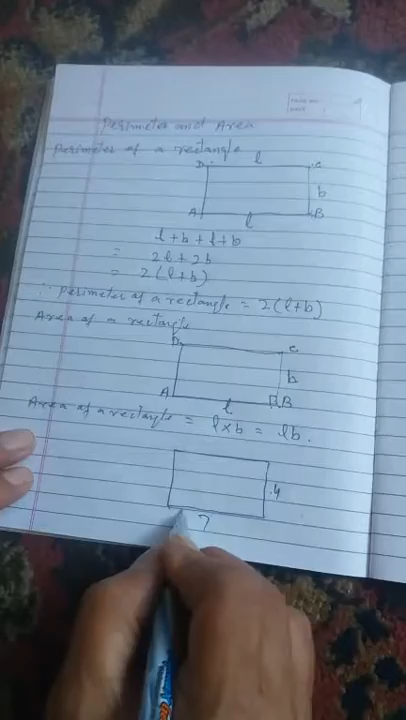 Perimeter and Area
Perimeter of a rectangle
D l C
b
A l B
l + b + l + b
= 2l + 2b
= 2(l+b)
∴ perimeter of a rectangle = 2(l+b)
Area of a rectangle
D C
b
A l B B
Area of a rectangle = l×b = lb.
4
7